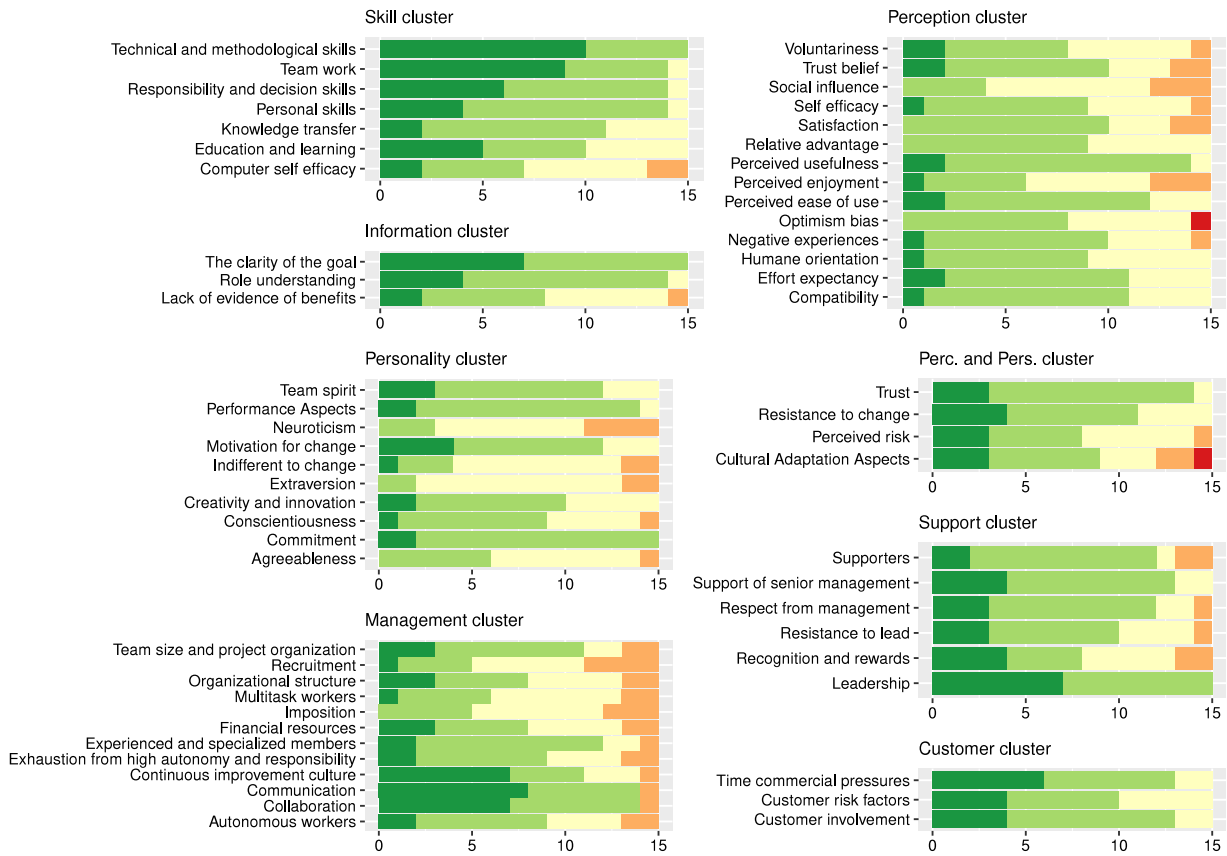 Skill cluster
Technical and methodological skills
Team work
Responsibility and decision skills
Personal skills
Knowledge transfer
Education and learning
Computer self efficacy
0 5 10 15
Information cluster
The clarity of the goal
Role understanding
Lack of evidence of benefits
0 5 10 15
Personality cluster
Team spirit
Performance Aspects
Neuroticism
Motivation for change
Indifferent to change
Extraversion
Creativity and innovation
Conscientiousness
Commitment
Agreeableness
0 5 10 15
Management cluster
Team size and project organization
Recruitment
Organizational structure
Multitask workers
Imposition
Financial resources
Experienced and specialized members
Exhaustion from high autonomy and responsibility
Continuous improvement culture
Communication
Collaboration
Autonomous workers
0 5 10 15
Perception cluster
Voluntariness
Trust belief
Social influence
Self efficacy
Satisfaction
Relative advantage
Perceived usefulness
Perceived enjoyment
Perceived ease of use
Optimism bias
Negative experiences
Humane orientation
Effort expectancy
Compatibility
0 5 10 15
Perc. and Pers. cluster
Trust
Resistance to change
Perceived risk
Cultural Adaptation Aspects
0 5 10 15
Support cluster
Supporters
Support of senior management
Respect from management
Resistance to lead
Recognition and rewards
Leadership
0 5 10 15
Customer cluster
Time commercial pressures
Customer risk factors
Customer involvement
0 5 10 15